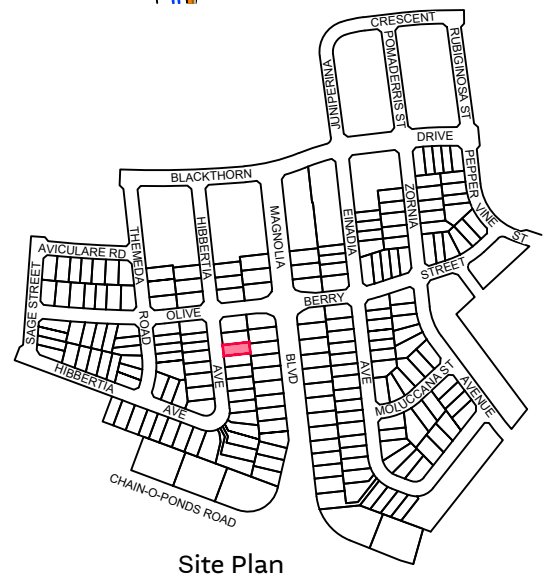 CRESCENT
JUNIPERINA
POMADERRIS ST
RUBIGINOSA ST
DRIVE
BLACKTHORN
PEPPER
VINE
ST
ZORNIA
EINADIA
MAGNOLIA
HIBBERTIA
THEMEDA
AVICULARE RD
SAGE STREET
STREET
BERRY
OLIVE
ROAD
AVE
BLVD
AVE
HIBBERTIA
AVE
MOLUCCANA ST
AVENUE
CHAIN-O-PONDS ROAD
Site Plan